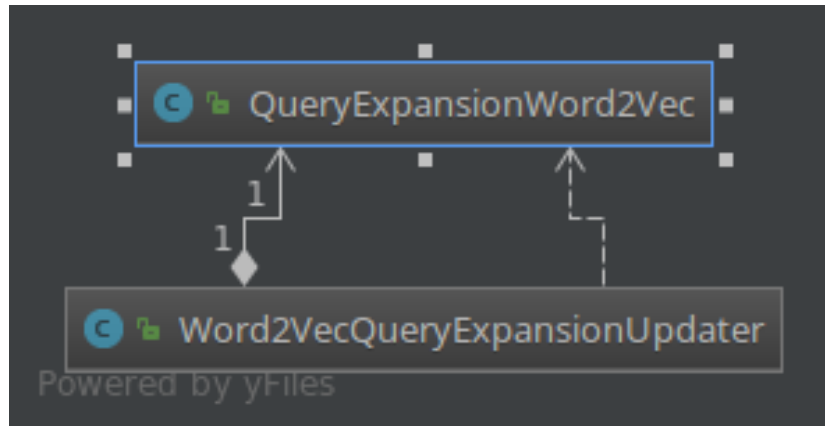 C QueryExpansionWord2Vec
1
1
C Word2VecQueryExpansionUpdater
Powered by yFiles